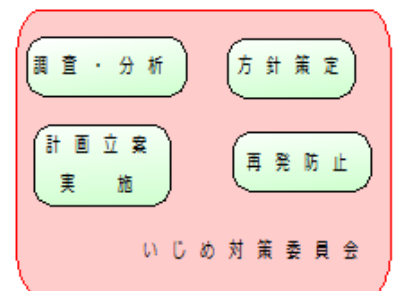 調査・分析
方針策定
計画立案
実　施
再発防止
いじめ対策委員会